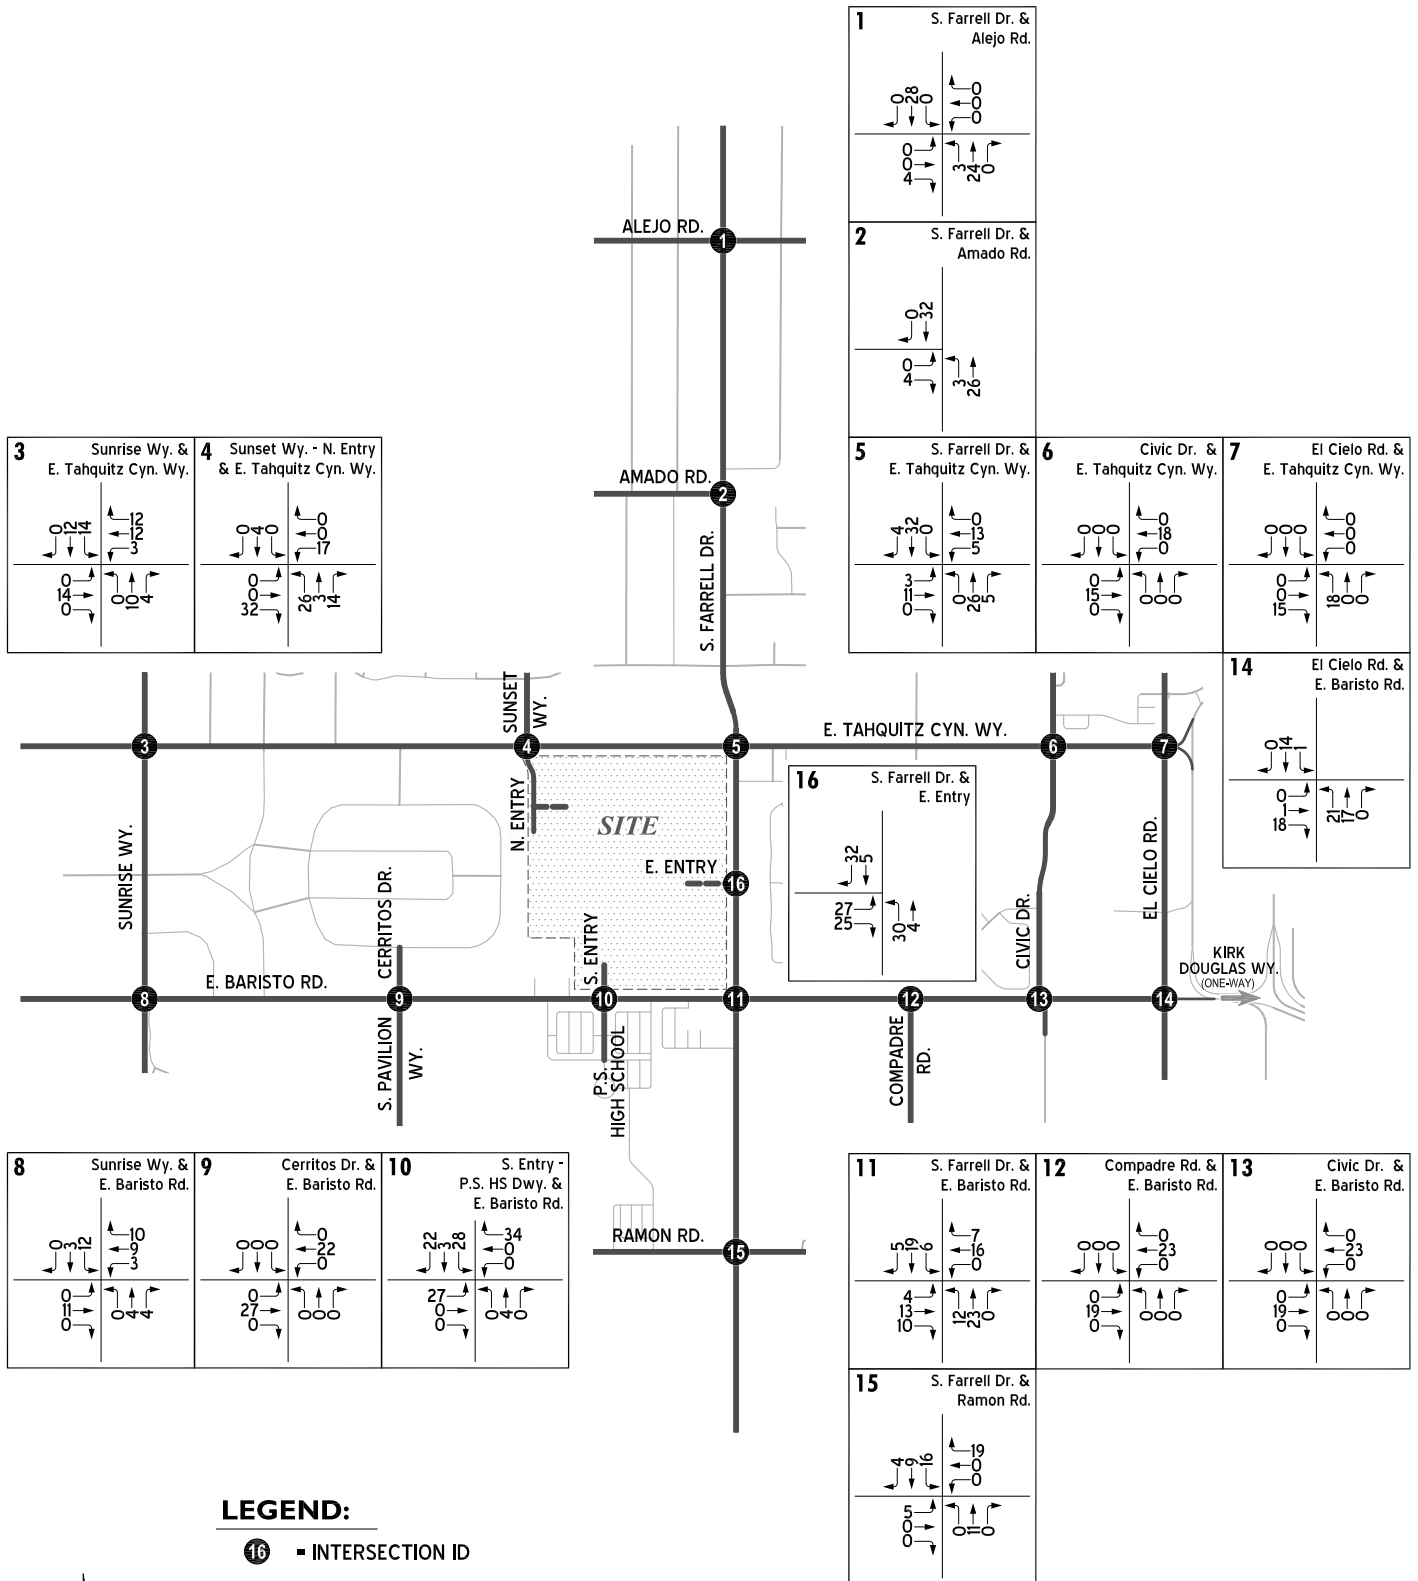 1
S. Farrell Dr. &
Alejo Rd.
0 28 0
0
0
0
0
0
4
3 24 0
ALEJO RD.
1
2
S. Farrell Dr. &
Amado Rd.
0 32
0
4
3 26
3
Sunrise Wy. &
E. Tahquitz Cyn. Wy.
0 12 14
12
12
3
0
14
0
0 10 4
4
Sunset Wy. - N. Entry
& E. Tahquitz Cyn. Wy.
0 4 0
0
0
17
0
0
32
26 3 14
AMADO RD.
2
S. FARRELL DR.
5
S. Farrell Dr. &
E. Tahquitz Cyn. Wy.
4 32 0
0
13
5
3
11
0
0 26 5
6
Civic Dr. &
E. Tahquitz Cyn. Wy.
0 0 0
0
18
0
0
15
0
0 0 0
7
El Cielo Rd. &
E. Tahquitz Cyn. Wy.
0 0 0
0
0
0
0
0
15
18 0 0
14
El Cielo Rd. &
E. Baristo Rd.
0 14 1
0
1
18
21 17 0
SUNSET
WY.
E. TAHQUITZ CYN. WY.
3
4
5
6
7
N. ENTRY
SITE
E. ENTRY
16
16
S. Farrell Dr. &
E. Entry
32 5
27
25
30 4
SUNRISE WY.
CERRITOS DR.
S. ENTRY
CIVIC DR.
EL CIELO RD.
KIRK
DOUGLAS WY.
(ONE-WAY)
E. BARISTO RD.
8
9
10
11
12
13
14
S. PAVILION
WY.
P.S.
HIGH SCHOOL
COMPADRE
RD.
8
Sunrise Wy. &
E. Baristo Rd.
0 3 12
10
9
3
0
11
0
0 4 4
9
Cerritos Dr. &
E. Baristo Rd.
0 0 0
0
22
0
0
27
0
0 0 0
10
S. Entry -
P.S. HS Dwy. &
E. Baristo Rd.
22 3 28
34
0
0
27
0
0
0 4 0
RAMON RD.
15
11
S. Farrell Dr. &
E. Baristo Rd.
5 19 6
7
16
0
4
13
10
12 23 0
12
Compadre Rd. &
E. Baristo Rd.
0 0 0
0
23
0
0
19
0
0 0 0
13
Civic Dr. &
E. Baristo Rd.
0 0 0
0
23
0
0
19
0
0 0 0
15
S. Farrell Dr. &
Ramon Rd.
4 9 16
19
0
0
5
0
0
0 11 0
LEGEND:
16 - INTERSECTION ID